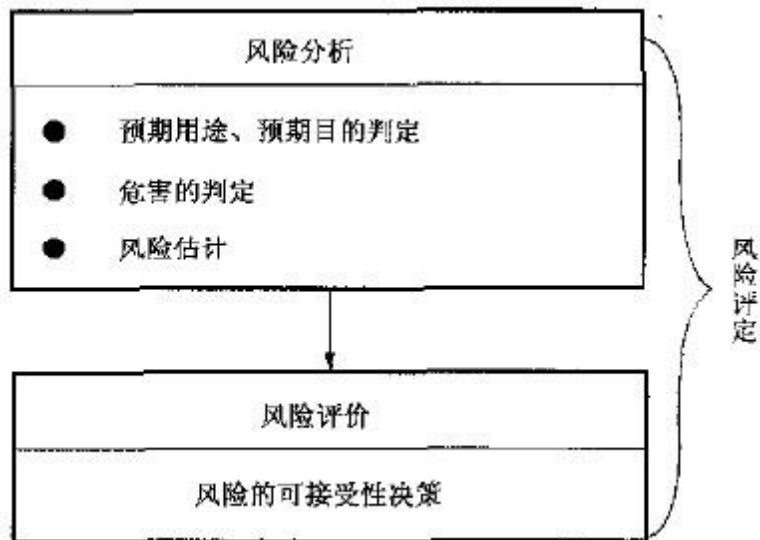 风险分析
● 预期用途、预期目的判定
● 危害的判定
● 风险估计
风险评定
风险评价
风险的可接受性决策